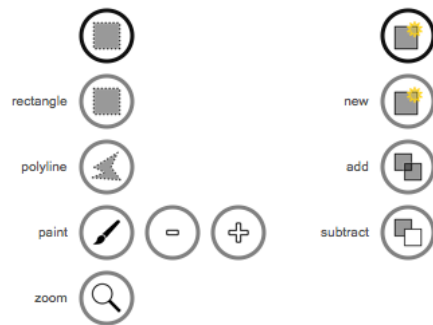 rectangle
new
polyline
add
paint
subtract
zoom